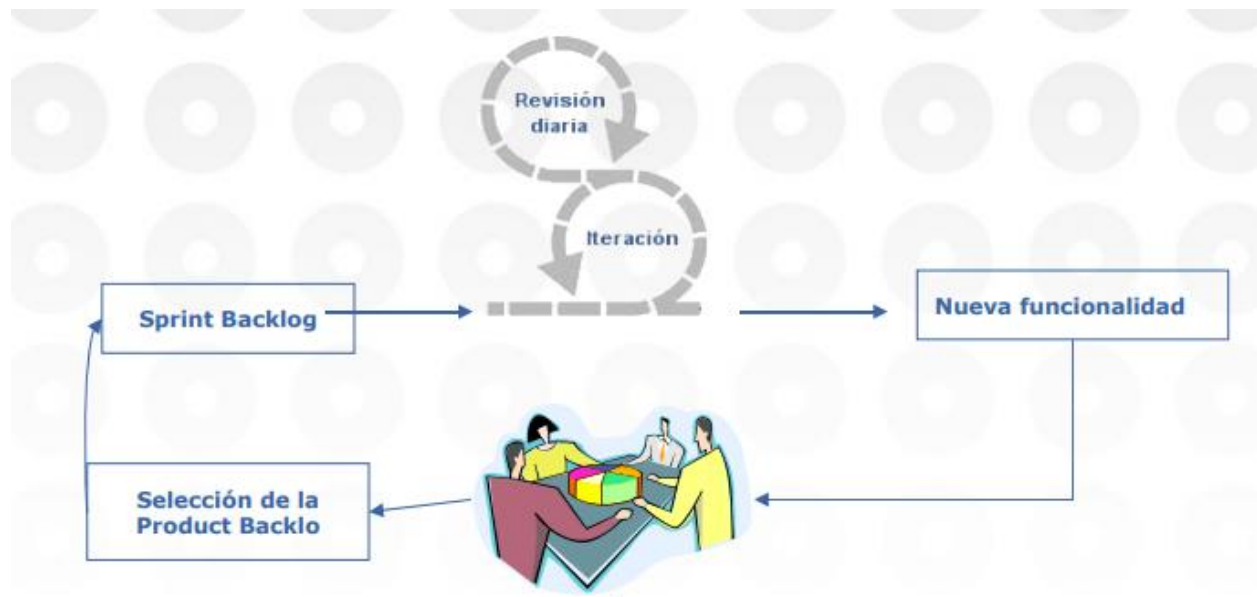 Revisión
diaria
Iteración
Sprint Backlog
Nueva funcionalidad
Selección de la
Product Backlo